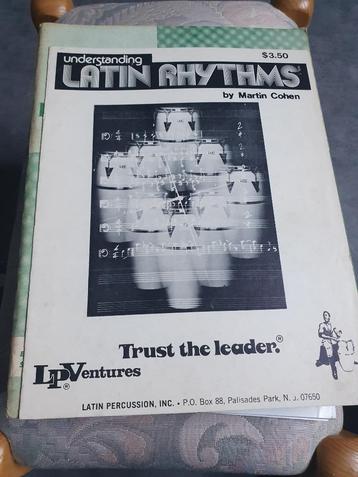 understanding
$3.50
LATIN RHYTHMS
by Martin Cohen
Trust the leader.®
LP® Ventures
LATIN PERCUSSION, INC. • P.O. Box 88, Palisades Park, N.J. 07650